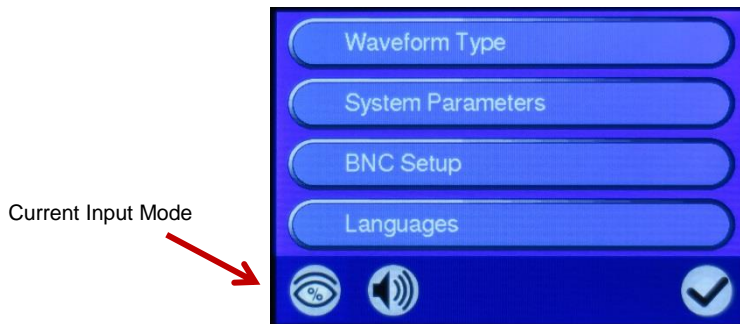 Waveform Type
System Parameters
BNC Setup
Current Input Mode
Languages
%